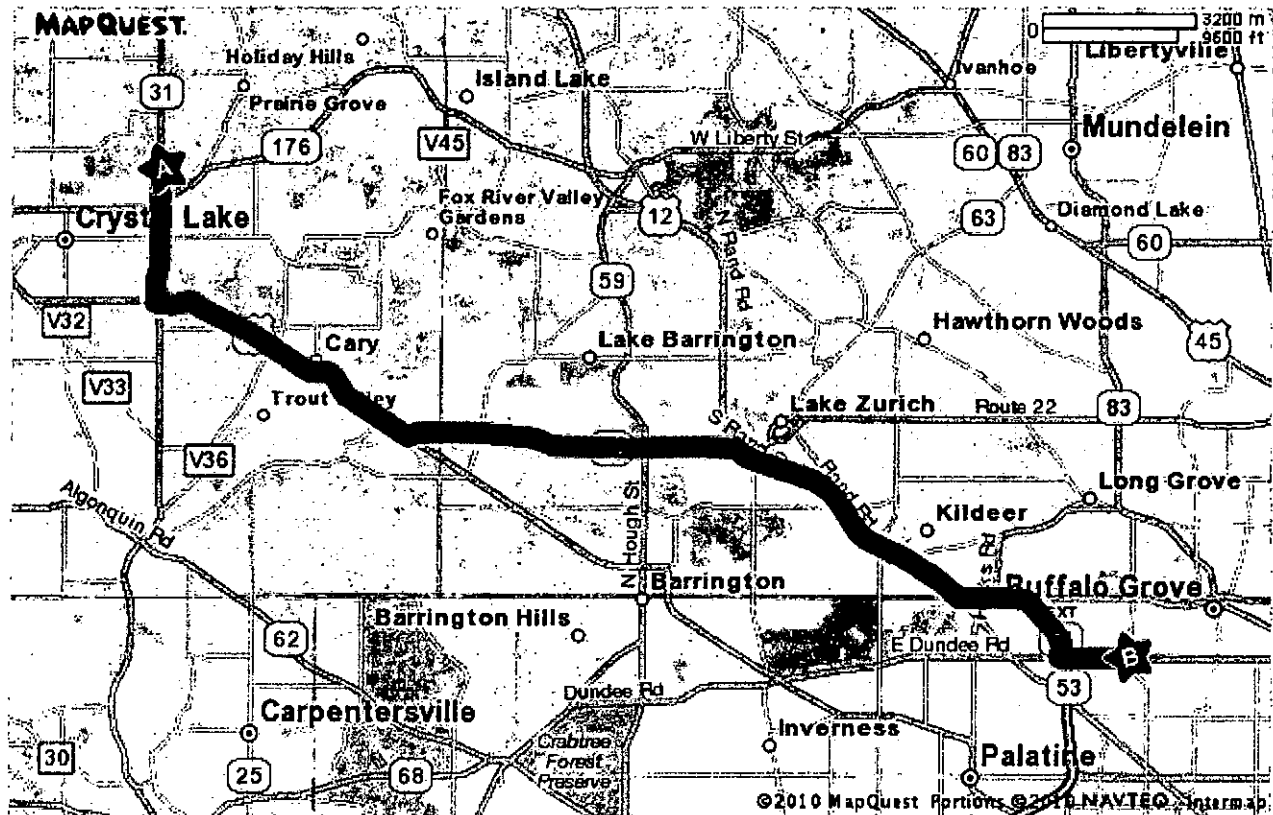 MAPQUEST.
0
3200 m
9600 ft
Libertyville
Holiday Hills
31
Island Lake
Ivanhoe
Prairie Grove
W Liberty St
Mundelein
176
V45
60
83
A
Fox River Valley
Gardens
12
63
Diamond Lake
Crystal Lake
60
N Rand Rd
59
V32
Hawthorn Woods
45
Cary
Lake Barrington
V33
Trout Valley
Lake Zurich
Route 22
83
S Rand
V36
Rand Rd
Long Grove
Algonquin Rd
Kildeer
N Hough St
Barrington
Buffalo Grove
Barrington Hills
62
E Dundee Rd
B
Dundee Rd
53
Carpentersville
Inverness
Crabtree
Forest
Preserve
30
25
68
Palatine
©2010 MapQuest Portions ©2010 NAVTEQ, Intermap